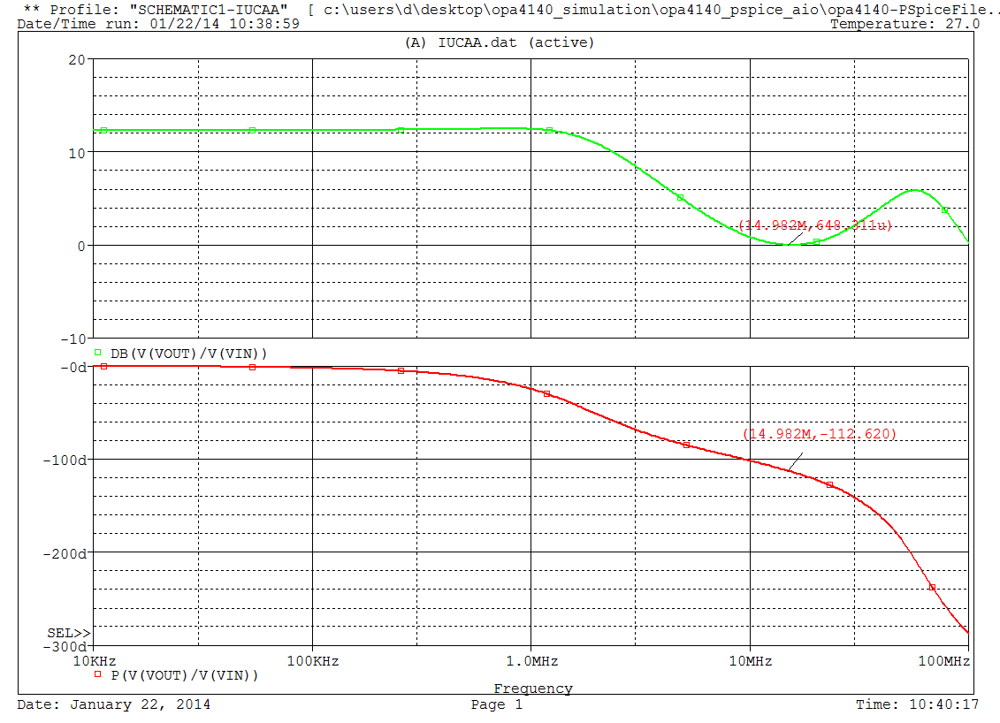 ** Profile: "SCHEMATIC1-IUCAA"  [ c:\users\d\desktop\opa4140_simulation\opa4140_pspice_aio\opa4140-PSpiceFile..
Date/Time run: 01/22/14 10:38:59 Temperature: 27.0
(A) IUCAA.dat (active)
20
10
(14.982M,648.311u)
0
-10
DB(V(VOUT)/V(VIN))
-0d
(14.982M,-112.620)
-100d
-200d
SEL>>
-300d
10KHz 100KHz 1.0MHz 10MHz 100MHz
P(V(VOUT)/V(VIN))
Frequency
Date: January 22, 2014 Page 1 Time: 10:40:17